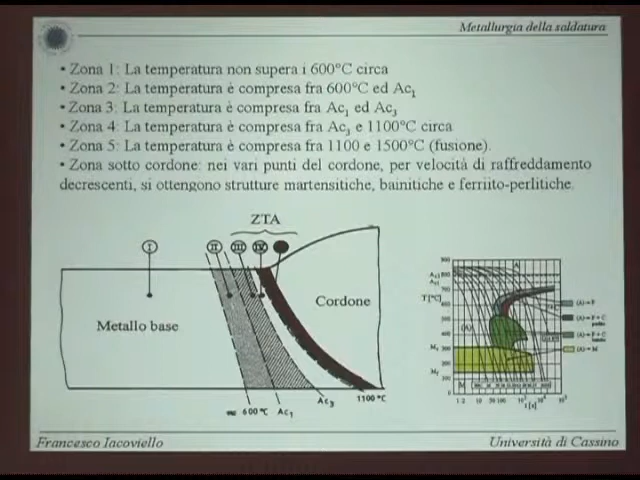 Metallurgia della saldatura
• Zona 1: La temperatura non supera i 600°C circa
• Zona 2: La temperatura è compresa fra 600°C ed Ac1
• Zona 3: La temperatura è compresa fra Ac1 ed Ac3
• Zona 4: La temperatura è compresa fra Ac3 e 1100°C circa
• Zona 5: La temperatura è compresa fra 1100 e 1500°C (fusione).
• Zona sotto cordone: nei vari punti del cordone, per velocità di raffreddamento
decrescenti, si ottengono strutture martensitiche, bainitiche e ferriito-perlitiche.
ZTA
I II III IV
Metallo base
Cordone
600°C Ac1 Ac3 1100°C
T [°C]
Francesco Iacoviello
Università di Cassino